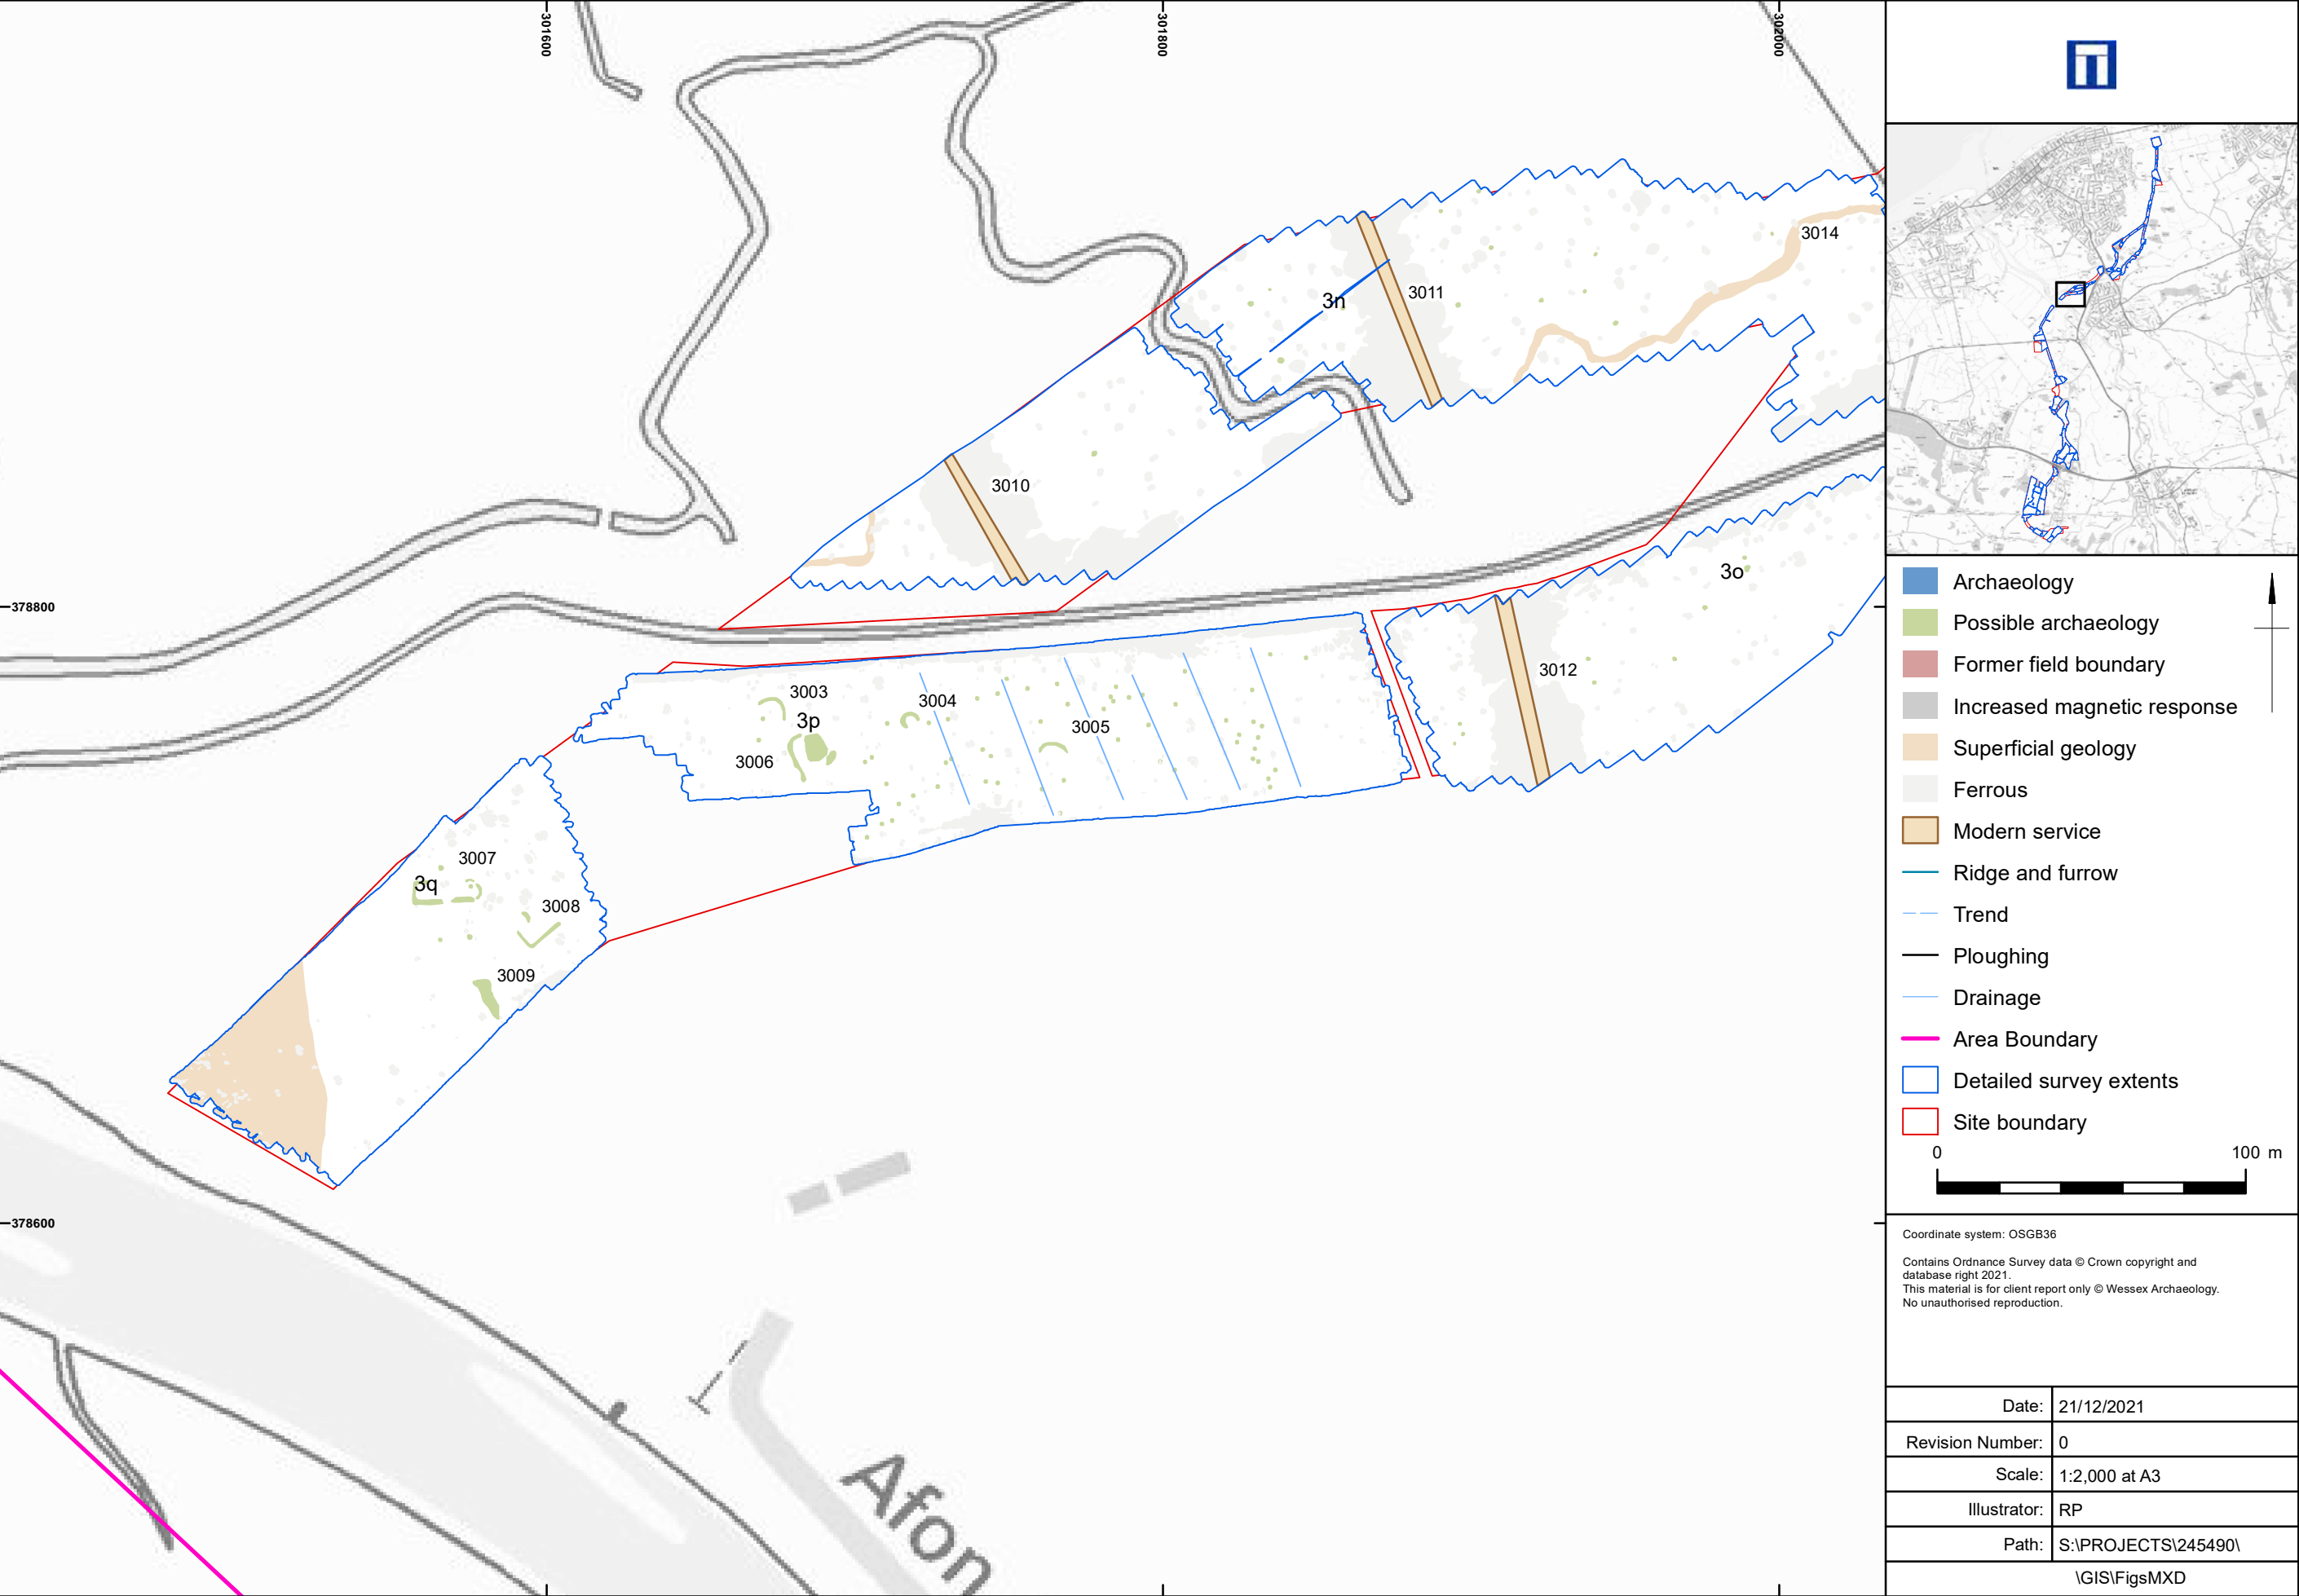 301600
301800
302000
3014
3n
3011
3010
3o
378800
3012
3003
3004
3p
3005
3006
3007
3q
3008
3009
378600
Afon
Archaeology
Possible archaeology
Former field boundary
Increased magnetic response
Superficial geology
Ferrous
Modern service
Ridge and furrow
Trend
Ploughing
Drainage
Area Boundary
Detailed survey extents
Site boundary
0 100 m
Coordinate system: OSGB36
Contains Ordnance Survey data © Crown copyright and
database right 2021.
This material is for client report only © Wessex Archaeology.
No unauthorised reproduction.
Date: 21/12/2021
Revision Number: 0
Scale: 1:2,000 at A3
Illustrator: RP
Path: S:\PROJECTS\245490\
\GIS\FigsMXD